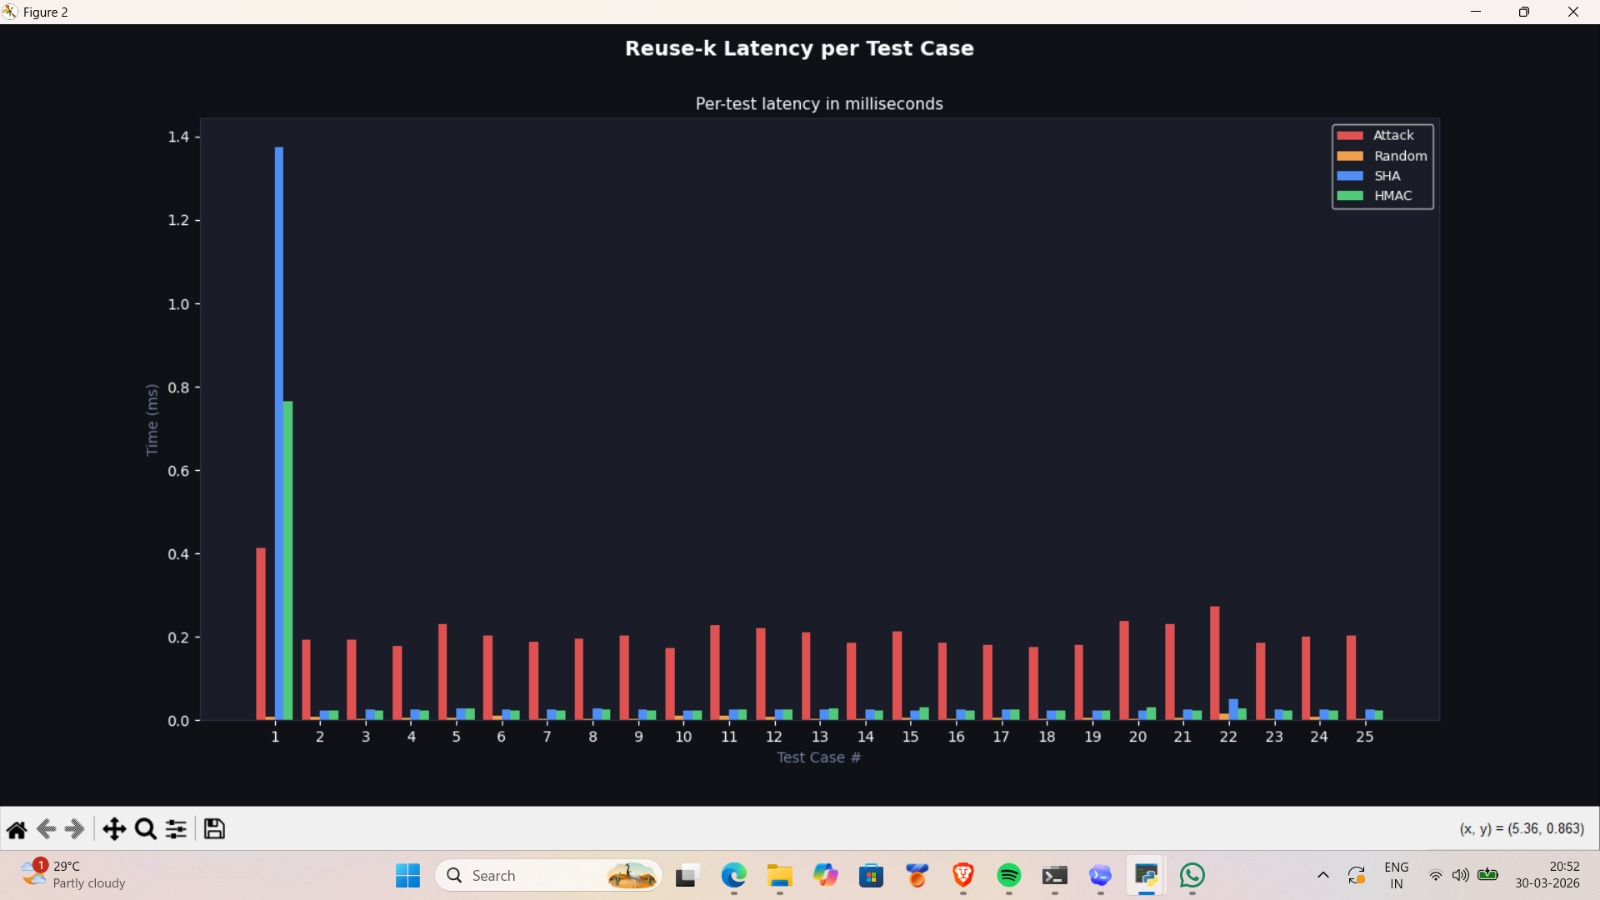 Figure 2
Reuse-k Latency per Test Case
Per-test latency in milliseconds
Attack
Random
SHA
HMAC
1.4
1.2
1.0
0.8
0.6
0.4
0.2
0.0
Time (ms)
1 2 3 4 5 6 7 8 9 10 11 12 13 14 15 16 17 18 19 20 21 22 23 24 25
Test Case #
(x, y) = (5.36, 0.863)
1
29°C
Partly cloudy
Search
ENG
IN
20:52
30-03-2026